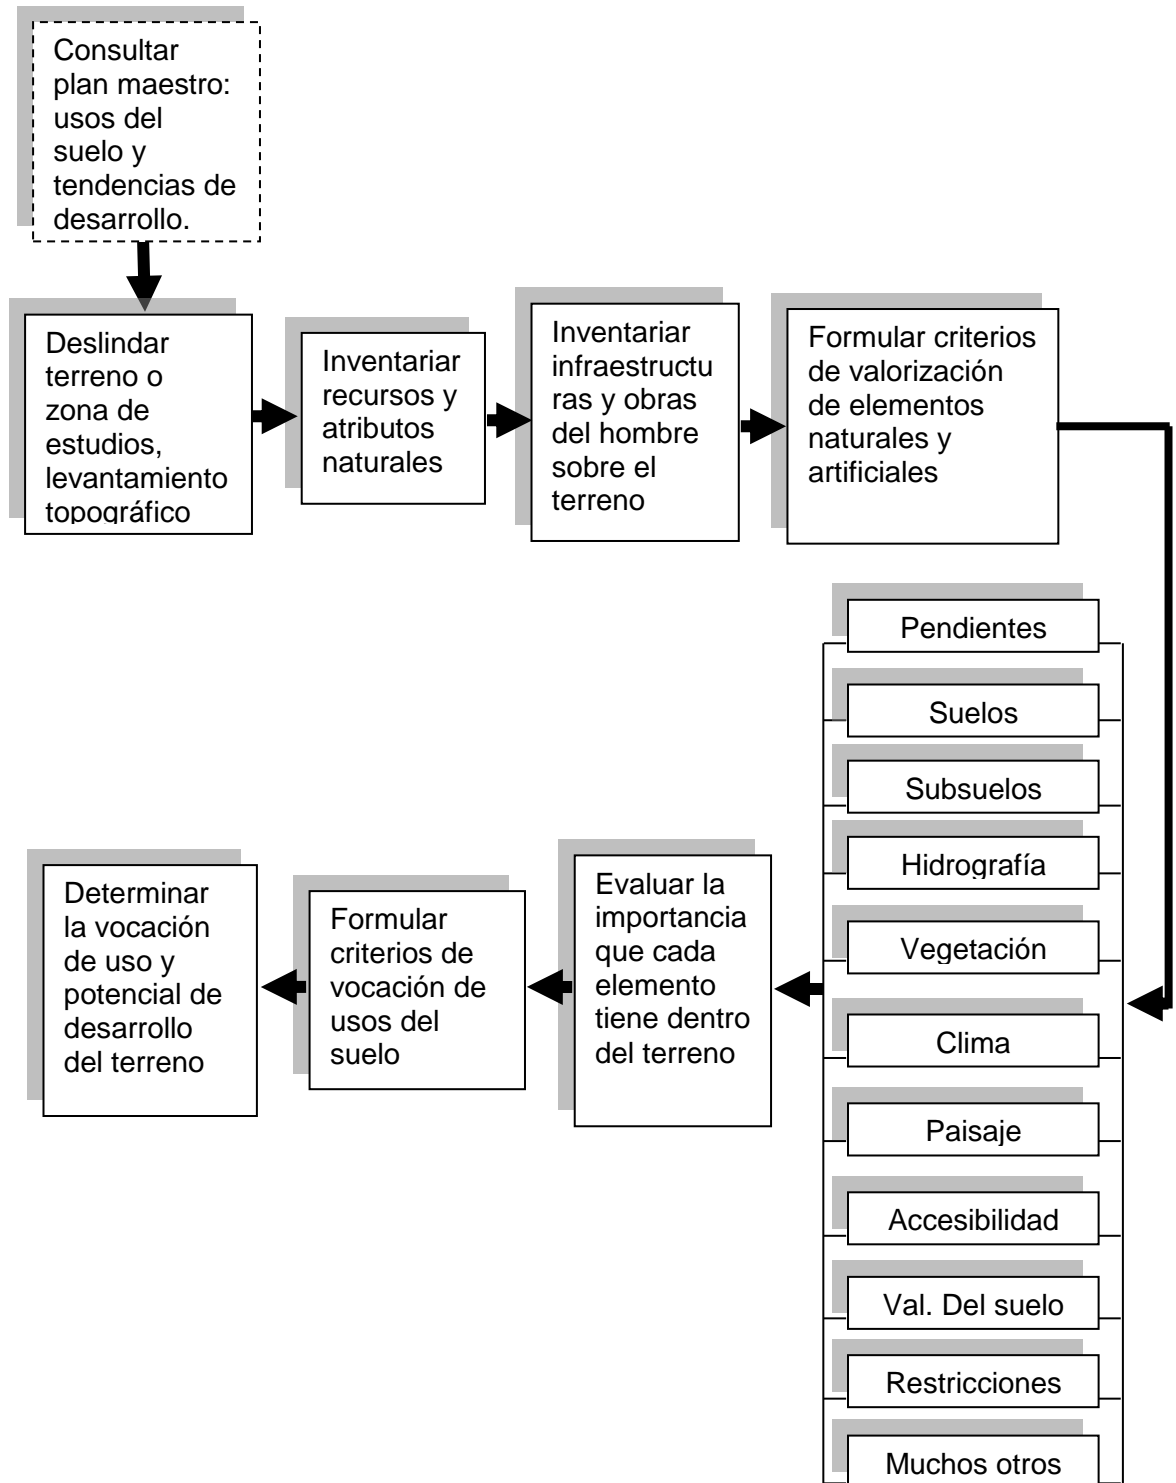 Consultar
plan maestro:
usos del
suelo y
tendencias de
desarrollo.
Deslindar
terreno o
zona de
estudios,
levantamiento
topográfico
Inventariar
recursos y
atributos
naturales
Inventariar
infraestructu
ras y obras
del hombre
sobre el
terreno
Formular criterios
de valorización
de elementos
naturales y
artificiales
Pendientes
Suelos
Subsuelos
Hidrografía
Vegetación
Clima
Paisaje
Accesibilidad
Val. Del suelo
Restricciones
Muchos otros
Evaluar la
importancia
que cada
elemento
tiene dentro
del terreno
Formular
criterios de
vocación de
usos del
suelo
Determinar
la vocación
de uso y
potencial de
desarrollo
del terreno